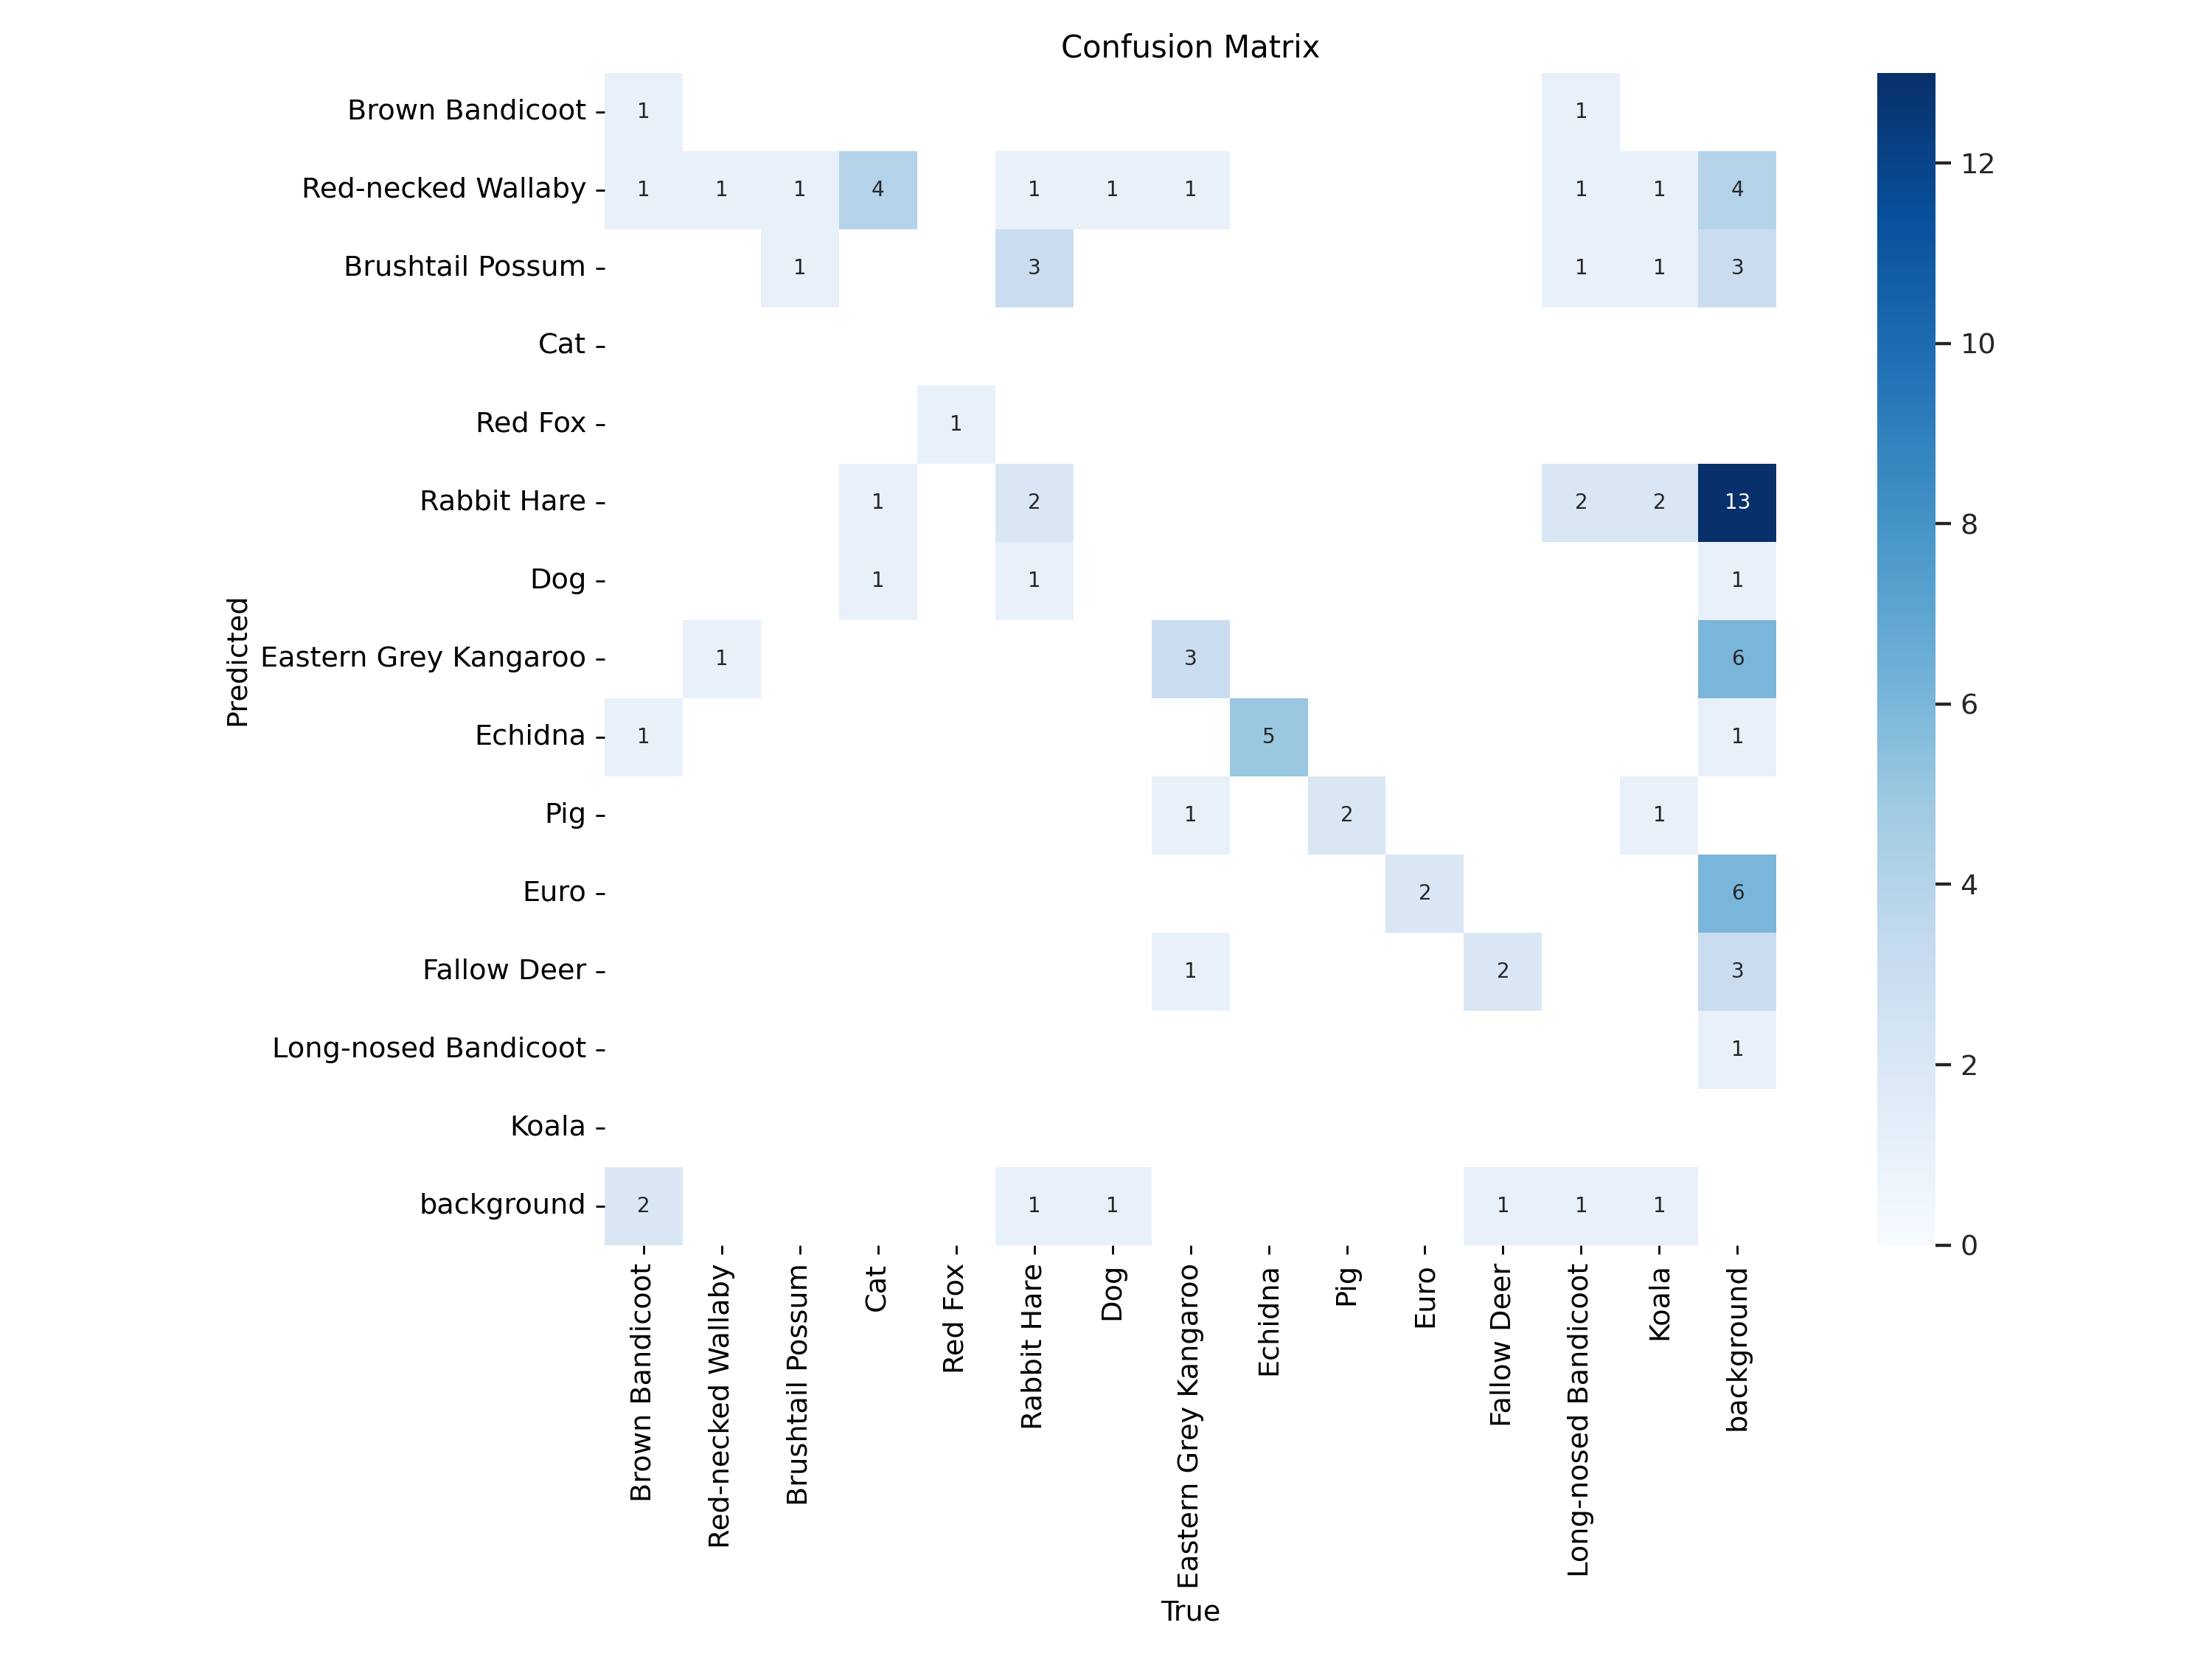 Confusion Matrix
Brown Bandicoot 1 1
Red-necked Wallaby 1 1 1 4 1 1 1 1 1 4
Brushtail Possum 1 3 1 1 3
Cat
Red Fox 1
Rabbit Hare 1 2 2 2 13
Dog 1 1 1
Eastern Grey Kangaroo 1 3 6
Echidna 1 5 1
Pig 1 2 1
Euro 2 6
Fallow Deer 1 2 3
Long-nosed Bandicoot 1
Koala
background 2 1 1 1 1 1
Predicted
Brown Bandicoot
Red-necked Wallaby
Brushtail Possum
Cat
Red Fox
Rabbit Hare
Dog
Eastern Grey Kangaroo
Echidna
Pig
Euro
Fallow Deer
Long-nosed Bandicoot
Koala
background
True
12
10
8
6
4
2
0